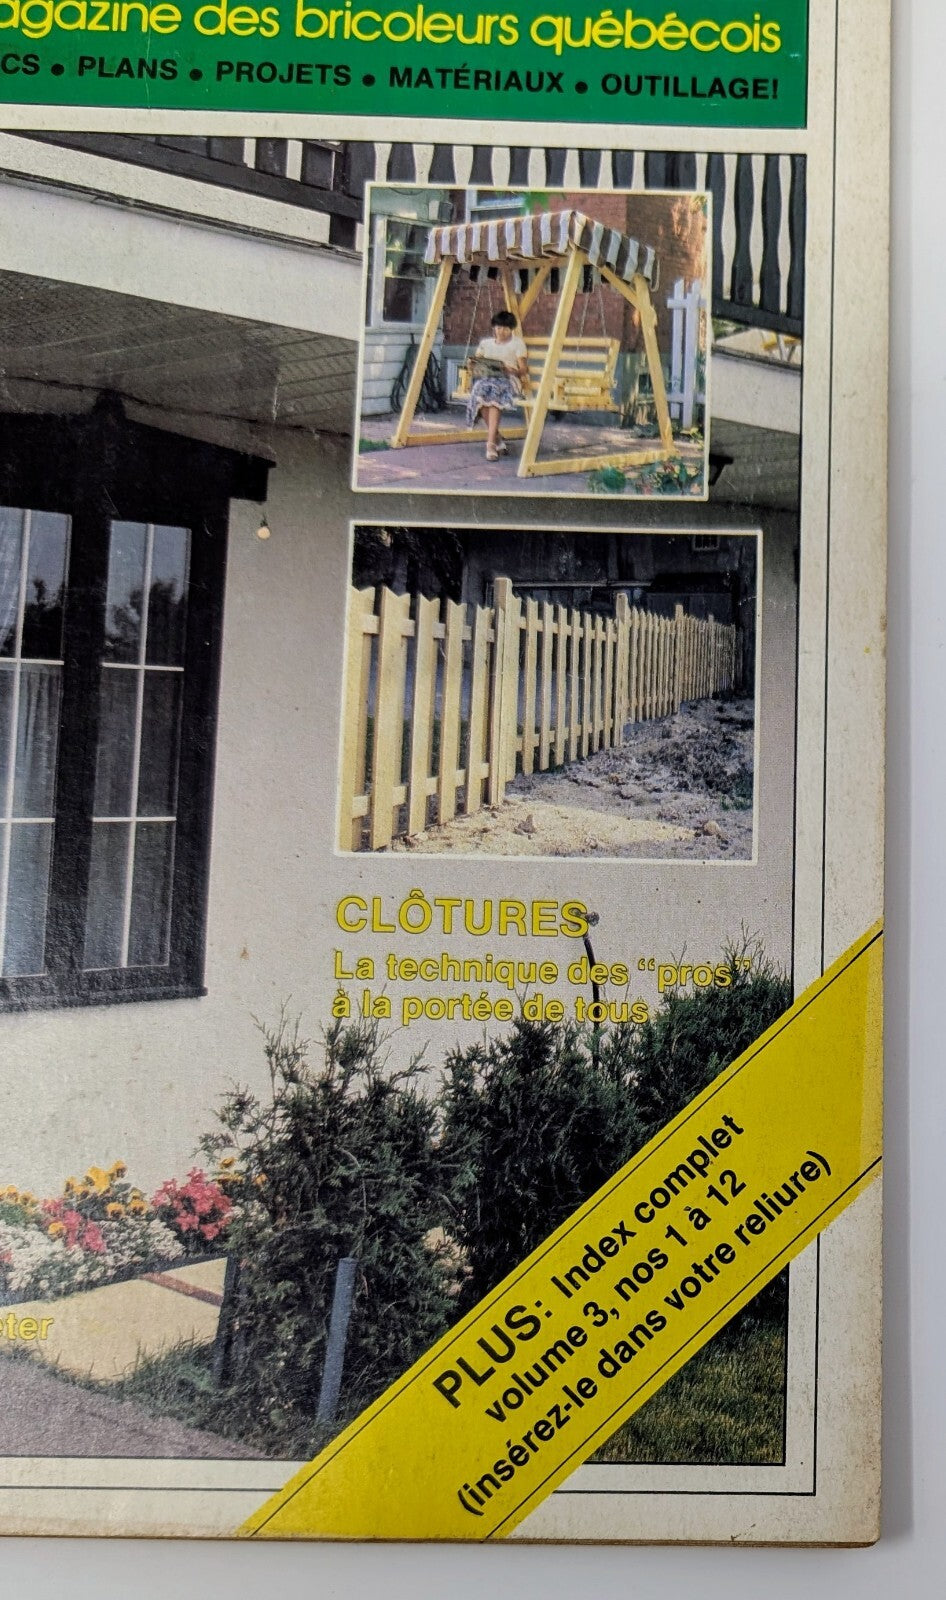 agazine des bricoleurs québécois
CS • PLANS • PROJETS • MATÉRIAUX • OUTILLAGE!
CLÔTURES
La technique des “pros”
à la portée de tous
eter
PLUS: Index complet
volume 3, nos 1 à 12
(insérez-le dans votre reliure)